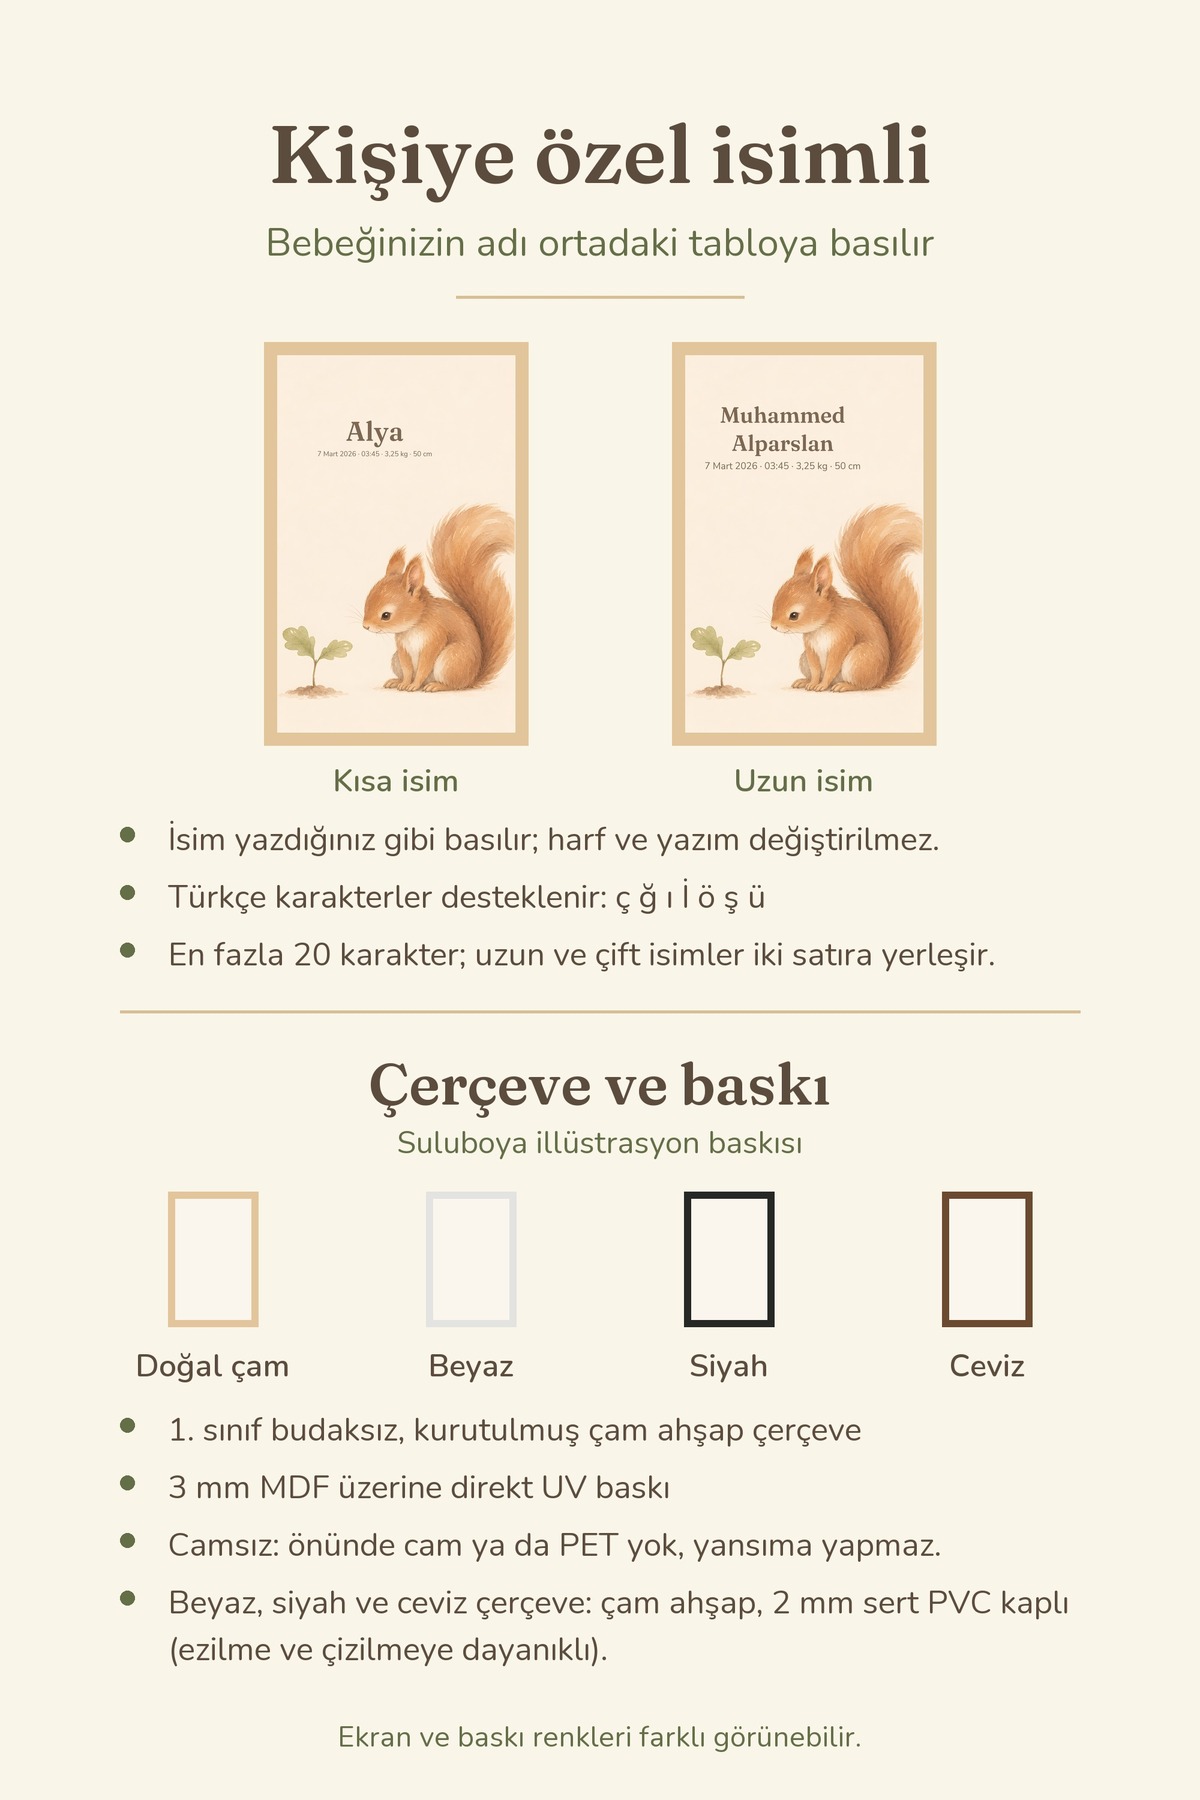 Kişiye özel isimli
Bebeğinizin adı ortadaki tabloya basılır
Alya
7 Mart 2026 · 03:45 · 3,25 kg · 50 cm
Muhammed
Alparslan
7 Mart 2026 · 03:45 · 3,25 kg · 50 cm
Kısa isim
Uzun isim
İsim yazdığınız gibi basılır; harf ve yazım değiştirilmez.
Türkçe karakterler desteklenir: ç ğ ı İ ö ş ü
En fazla 20 karakter; uzun ve çift isimler iki satıra yerleşir.
Çerçeve ve baskı
Suluboya illüstrasyon baskısı
Doğal çam
Beyaz
Siyah
Ceviz
1. sınıf budaksız, kurutulmuş çam ahşap çerçeve
3 mm MDF üzerine direkt UV baskı
Camsız: önünde cam ya da PET yok, yansıma yapmaz.
Beyaz, siyah ve ceviz çerçeve: çam ahşap, 2 mm sert PVC kaplı
(ezilme ve çizilmeye dayanıklı).
Ekran ve baskı renkleri farklı görünebilir.